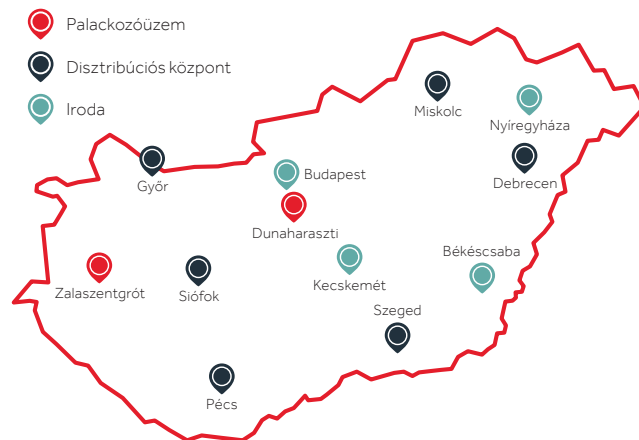 Palackozóüzem
Disztribúciós központ
Iroda
Miskolc
Nyíregyháza
Győr
Budapest
Debrecen
Dunaharaszti
Békéscsaba
Zalaszentgrót
Siófok
Kecskemét
Szeged
Pécs